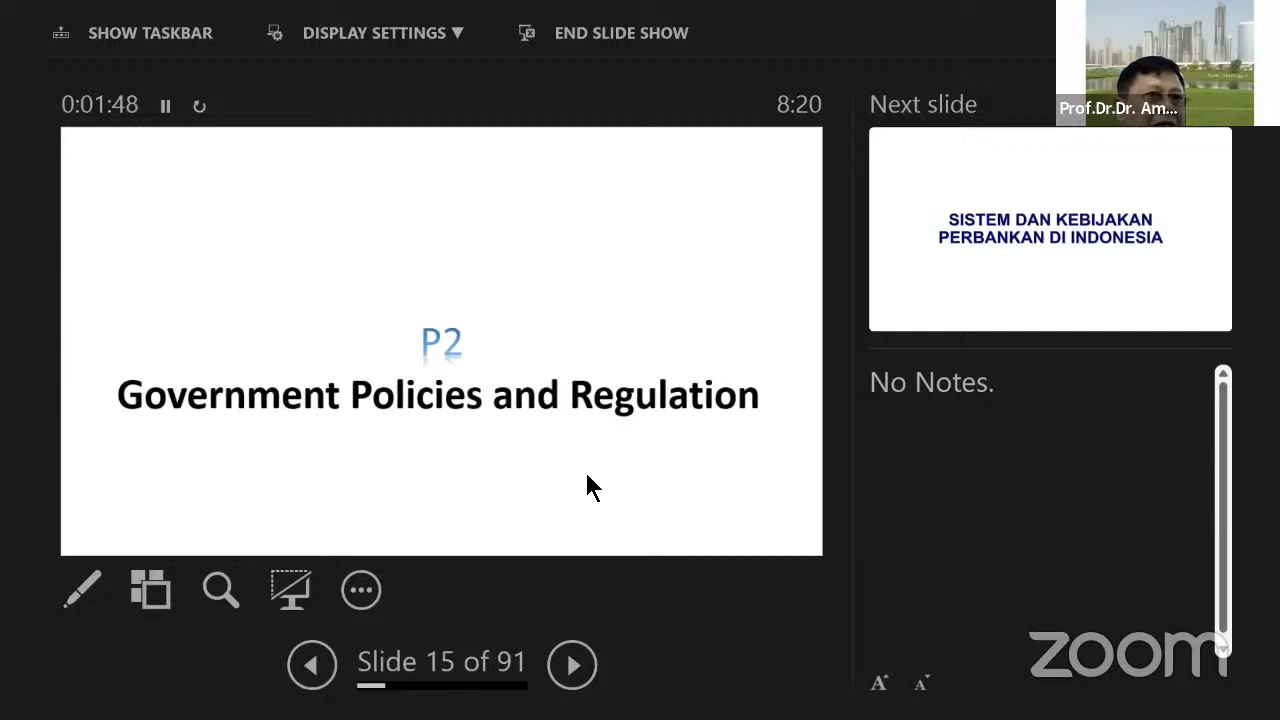 SHOW TASKBAR
DISPLAY SETTINGS ▼
END SLIDE SHOW
Prof.Dr.Dr. Am...
0:01:48
8:20
Next slide
SISTEM DAN KEBIJAKAN
PERBANKAN DI INDONESIA
P2
Government Policies and Regulation
No Notes.
Slide 15 of 91
A A
zoom